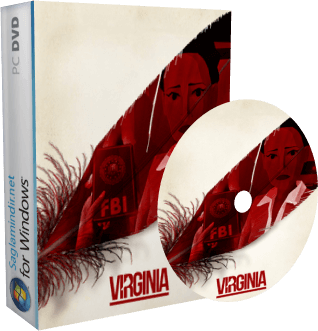 PC DVD
Saglamindir.net
for Windows
FBI
VIRGINIA
FBI
VIRGINIA